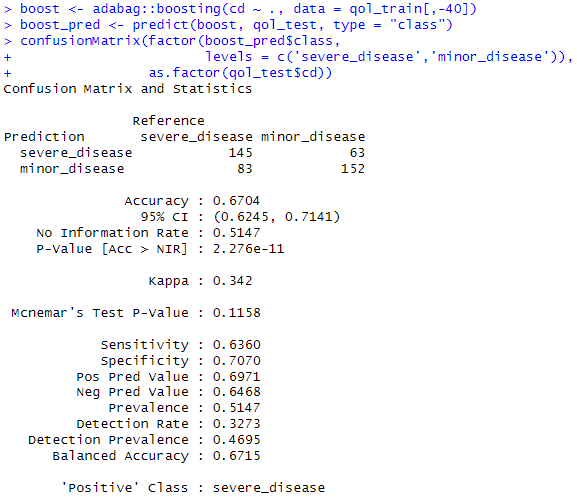 > boost <- adabag::boosting(cd ~ ., data = qol_train[,-40])
> boost_pred <- predict(boost, qol_test, type = "class")
> confusionMatrix(factor(boost_pred$class,
+                        levels = c('severe_disease','minor_disease')),
+                 as.factor(qol_test$cd))
Confusion Matrix and Statistics

                Reference
Prediction       severe_disease minor_disease
  severe_disease            145            63
  minor_disease              83           152

               Accuracy : 0.6704
                 95% CI : (0.6245, 0.7141)
    No Information Rate : 0.5147
    P-Value [Acc > NIR] : 2.276e-11

                  Kappa : 0.342

 Mcnemar's Test P-Value : 0.1158

            Sensitivity : 0.6360
            Specificity : 0.7070
         Pos Pred Value : 0.6971
         Neg Pred Value : 0.6468
             Prevalence : 0.5147
         Detection Rate : 0.3273
   Detection Prevalence : 0.4695
      Balanced Accuracy : 0.6715

       'Positive' Class : severe_disease